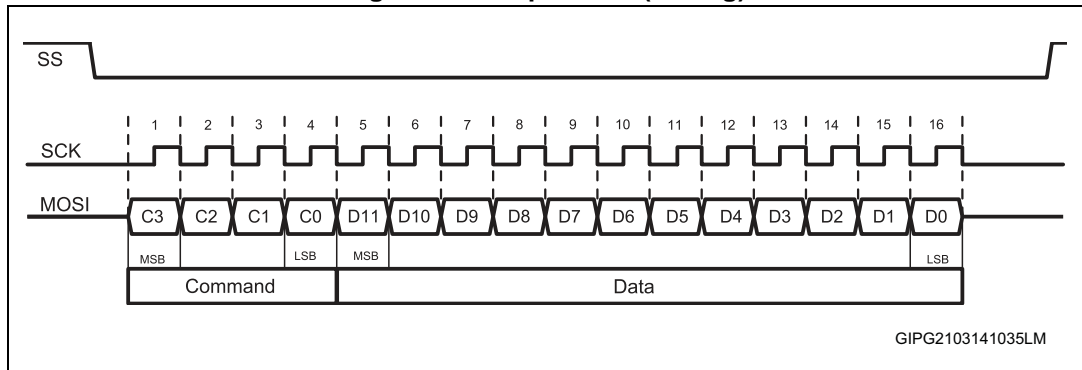 SS
1 2 3 4 5 6 7 8 9 10 11 12 13 14 15 16
SCK
MOSI
C3 C2 C1 C0 D11 D10 D9 D8 D7 D6 D5 D4 D3 D2 D1 D0
MSB LSB MSB LSB
Command Data
GIPG2103141035LM